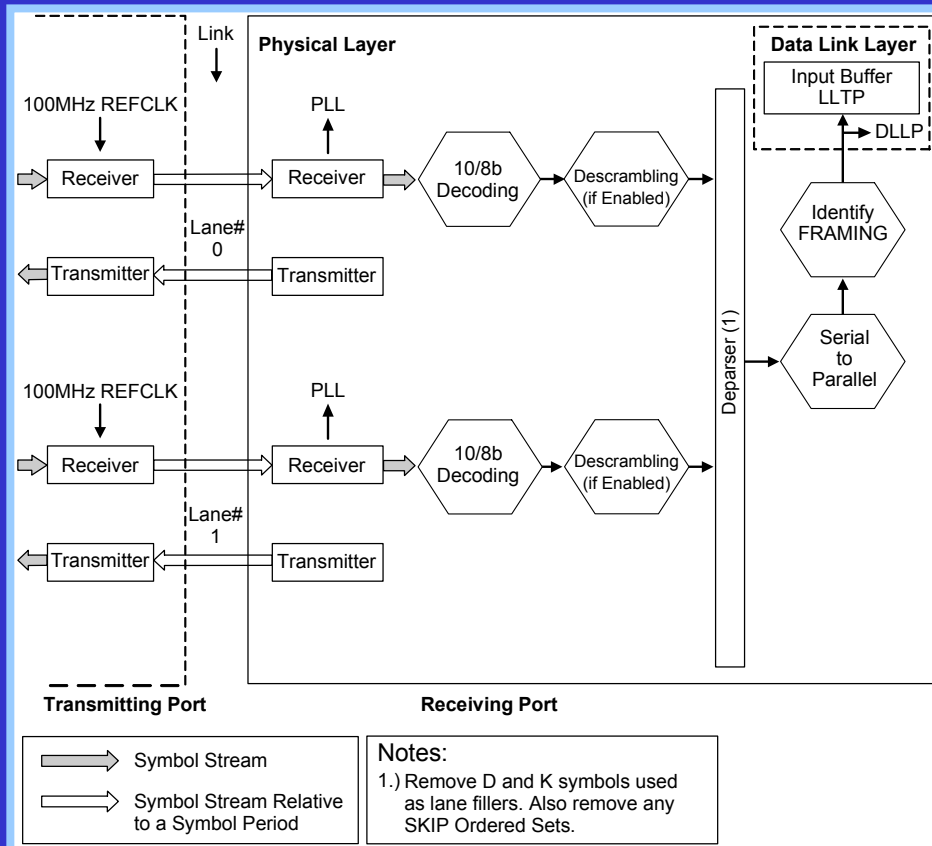 Link
Physical Layer
Data Link Layer
Input Buffer
LLTP
DLLP
100MHz REFCLK
PLL
Receiver
Receiver
10/8b
Decoding
Descrambling
(if Enabled)
Identify
FRAMING
Lane#
0
Transmitter
Transmitter
Deparser (1)
Serial
to
Parallel
100MHz REFCLK
PLL
Receiver
Receiver
10/8b
Decoding
Descrambling
(if Enabled)
Lane#
1
Transmitter
Transmitter
Transmitting Port
Receiving Port
Symbol Stream
Symbol Stream Relative
to a Symbol Period
Notes:
1.) Remove D and K symbols used
as lane fillers. Also remove any
SKIP Ordered Sets.